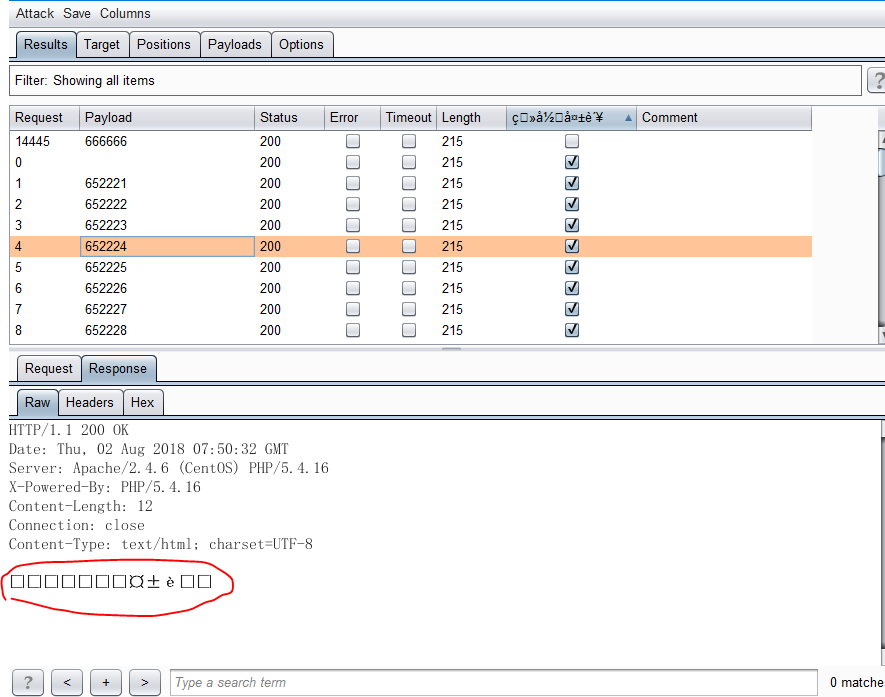 Attack Save Columns
Results Target Positions Payloads Options
Filter: Showing all items ?
Request Payload Status Error Timeout Length ç□»å½□å¤±è´¥ Comment
14445 666666 200 215
0 200 215
1 652221 200 215
2 652222 200 215
3 652223 200 215
4 652224 200 215
5 652225 200 215
6 652226 200 215
7 652227 200 215
8 652228 200 215
Request Response
Raw Headers Hex
HTTP/1.1 200 OK
Date: Thu, 02 Aug 2018 07:50:32 GMT
Server: Apache/2.4.6 (CentOS) PHP/5.4.16
X-Powered-By: PHP/5.4.16
Content-Length: 12
Connection: close
Content-Type: text/html; charset=UTF-8
□□□□□□□¤±è□□
? < + > Type a search term 0 matche